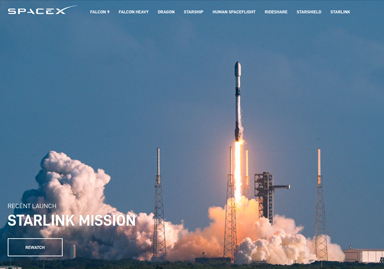 SPACEX
FALCON 9 FALCON HEAVY DRAGON STARSHIP HUMAN SPACEFLIGHT RIDESHARE STARSHIELD STARLINK
RECENT LAUNCH
STARLINK MISSION
REWATCH